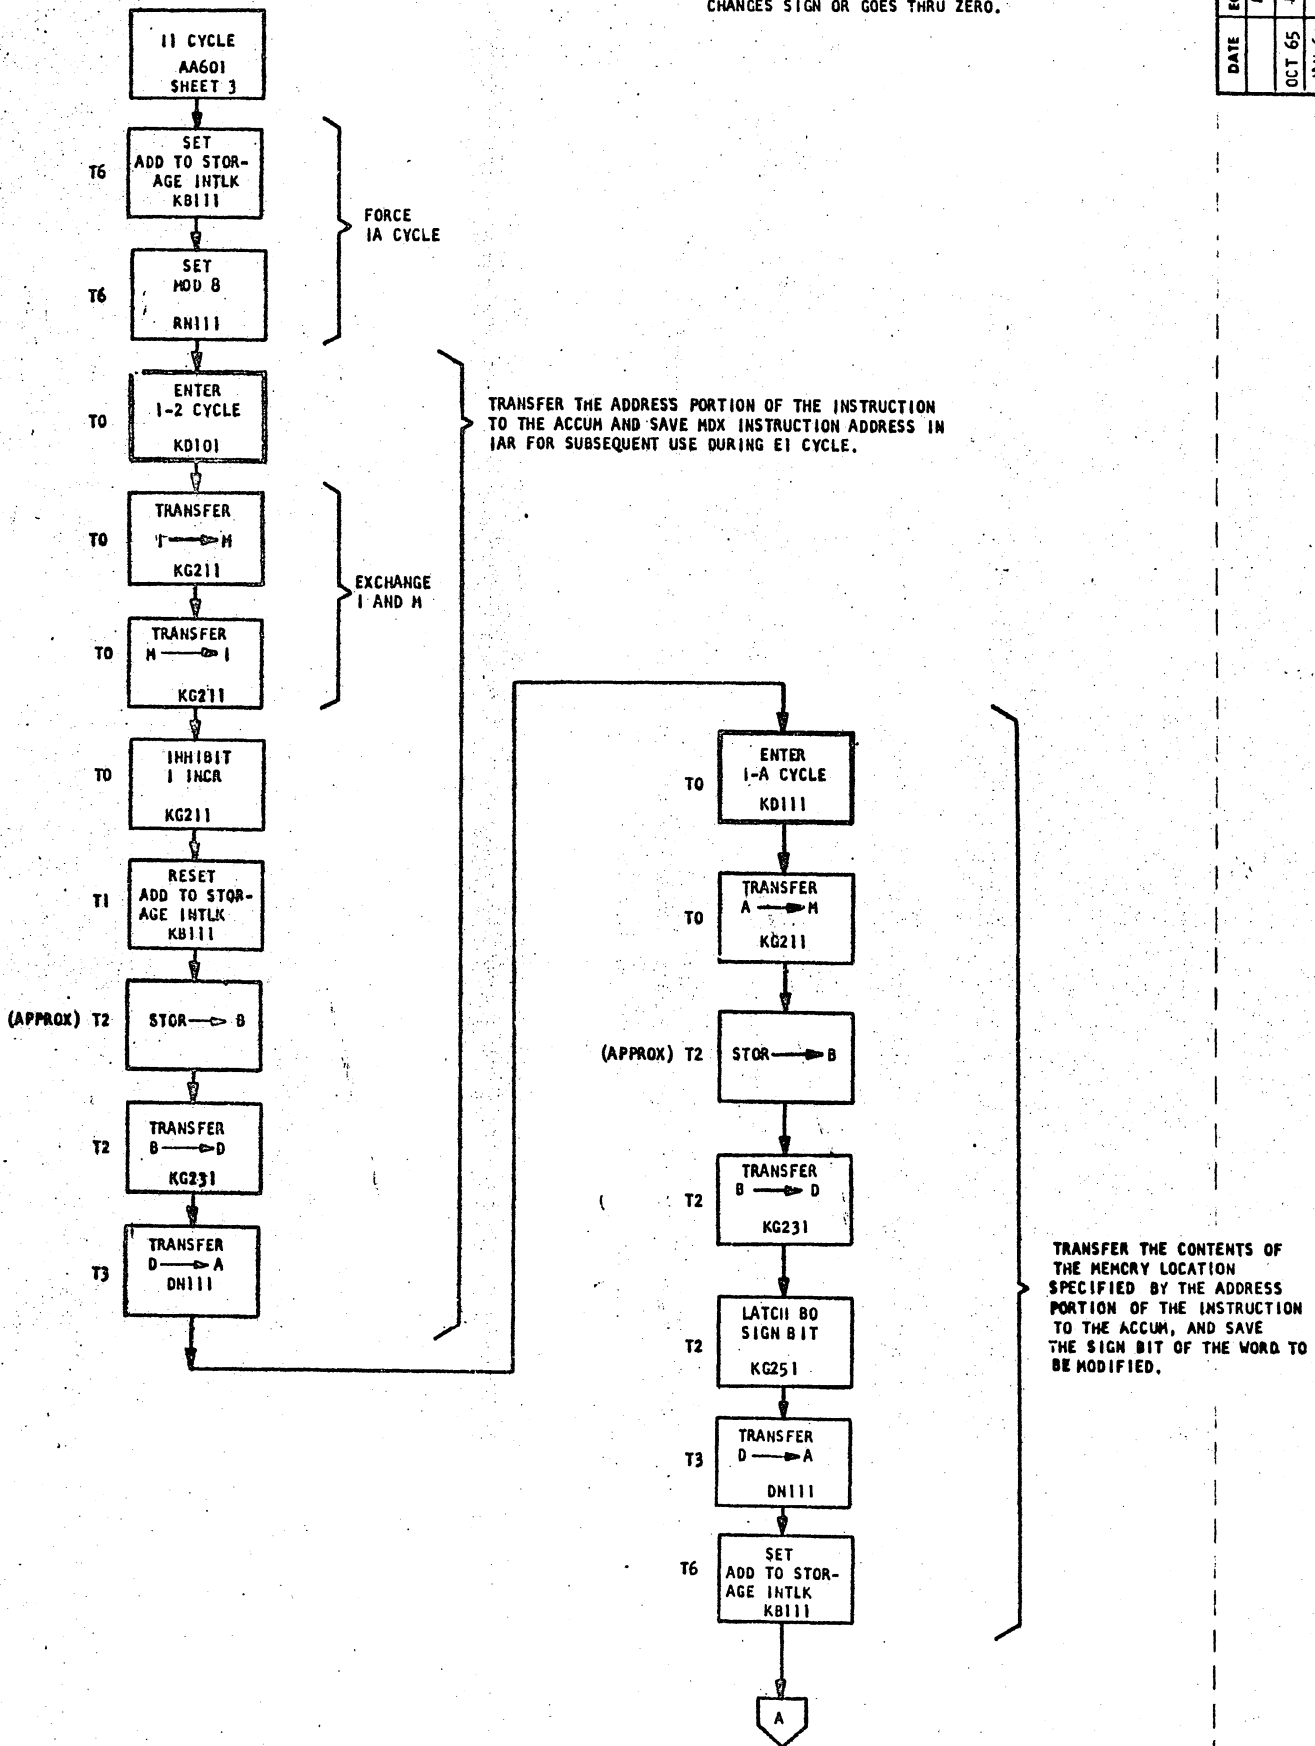 CHANGES SIGN OR GOES THRU ZERO.
DATE
OCT 65
I1 CYCLE
AA601
SHEET 3
T6
SET
ADD TO STOR-
AGE INTLK
KB111
T6
SET
MOD 8
RN111
FORCE
IA CYCLE
T0
ENTER
I-2 CYCLE
KD101
TRANSFER THE ADDRESS PORTION OF THE INSTRUCTION
TO THE ACCUM AND SAVE MDX INSTRUCTION ADDRESS IN
IAR FOR SUBSEQUENT USE DURING E1 CYCLE.
T0
TRANSFER
I → M
KG211
T0
TRANSFER
M → I
KG211
EXCHANGE
I AND M
T0
INHIBIT
I INCR
KG211
T1
RESET
ADD TO STOR-
AGE INTLK
KB111
(APPROX) T2
STOR → B
T2
TRANSFER
B → D
KG231
T3
TRANSFER
D → A
DN111
T0
ENTER
I-A CYCLE
KD111
T0
TRANSFER
A → M
KG211
(APPROX) T2
STOR → B
T2
TRANSFER
B → D
KG231
T2
LATCH B0
SIGN BIT
KG251
T3
TRANSFER
D → A
DN111
T6
SET
ADD TO STOR-
AGE INTLK
KB111
TRANSFER THE CONTENTS OF
THE MEMCRY LOCATION
SPECIFIED BY THE ADDRESS
PORTION OF THE INSTRUCTION
TO THE ACCUM, AND SAVE
THE SIGN BIT OF THE WORD TO
BE MODIFIED.
A